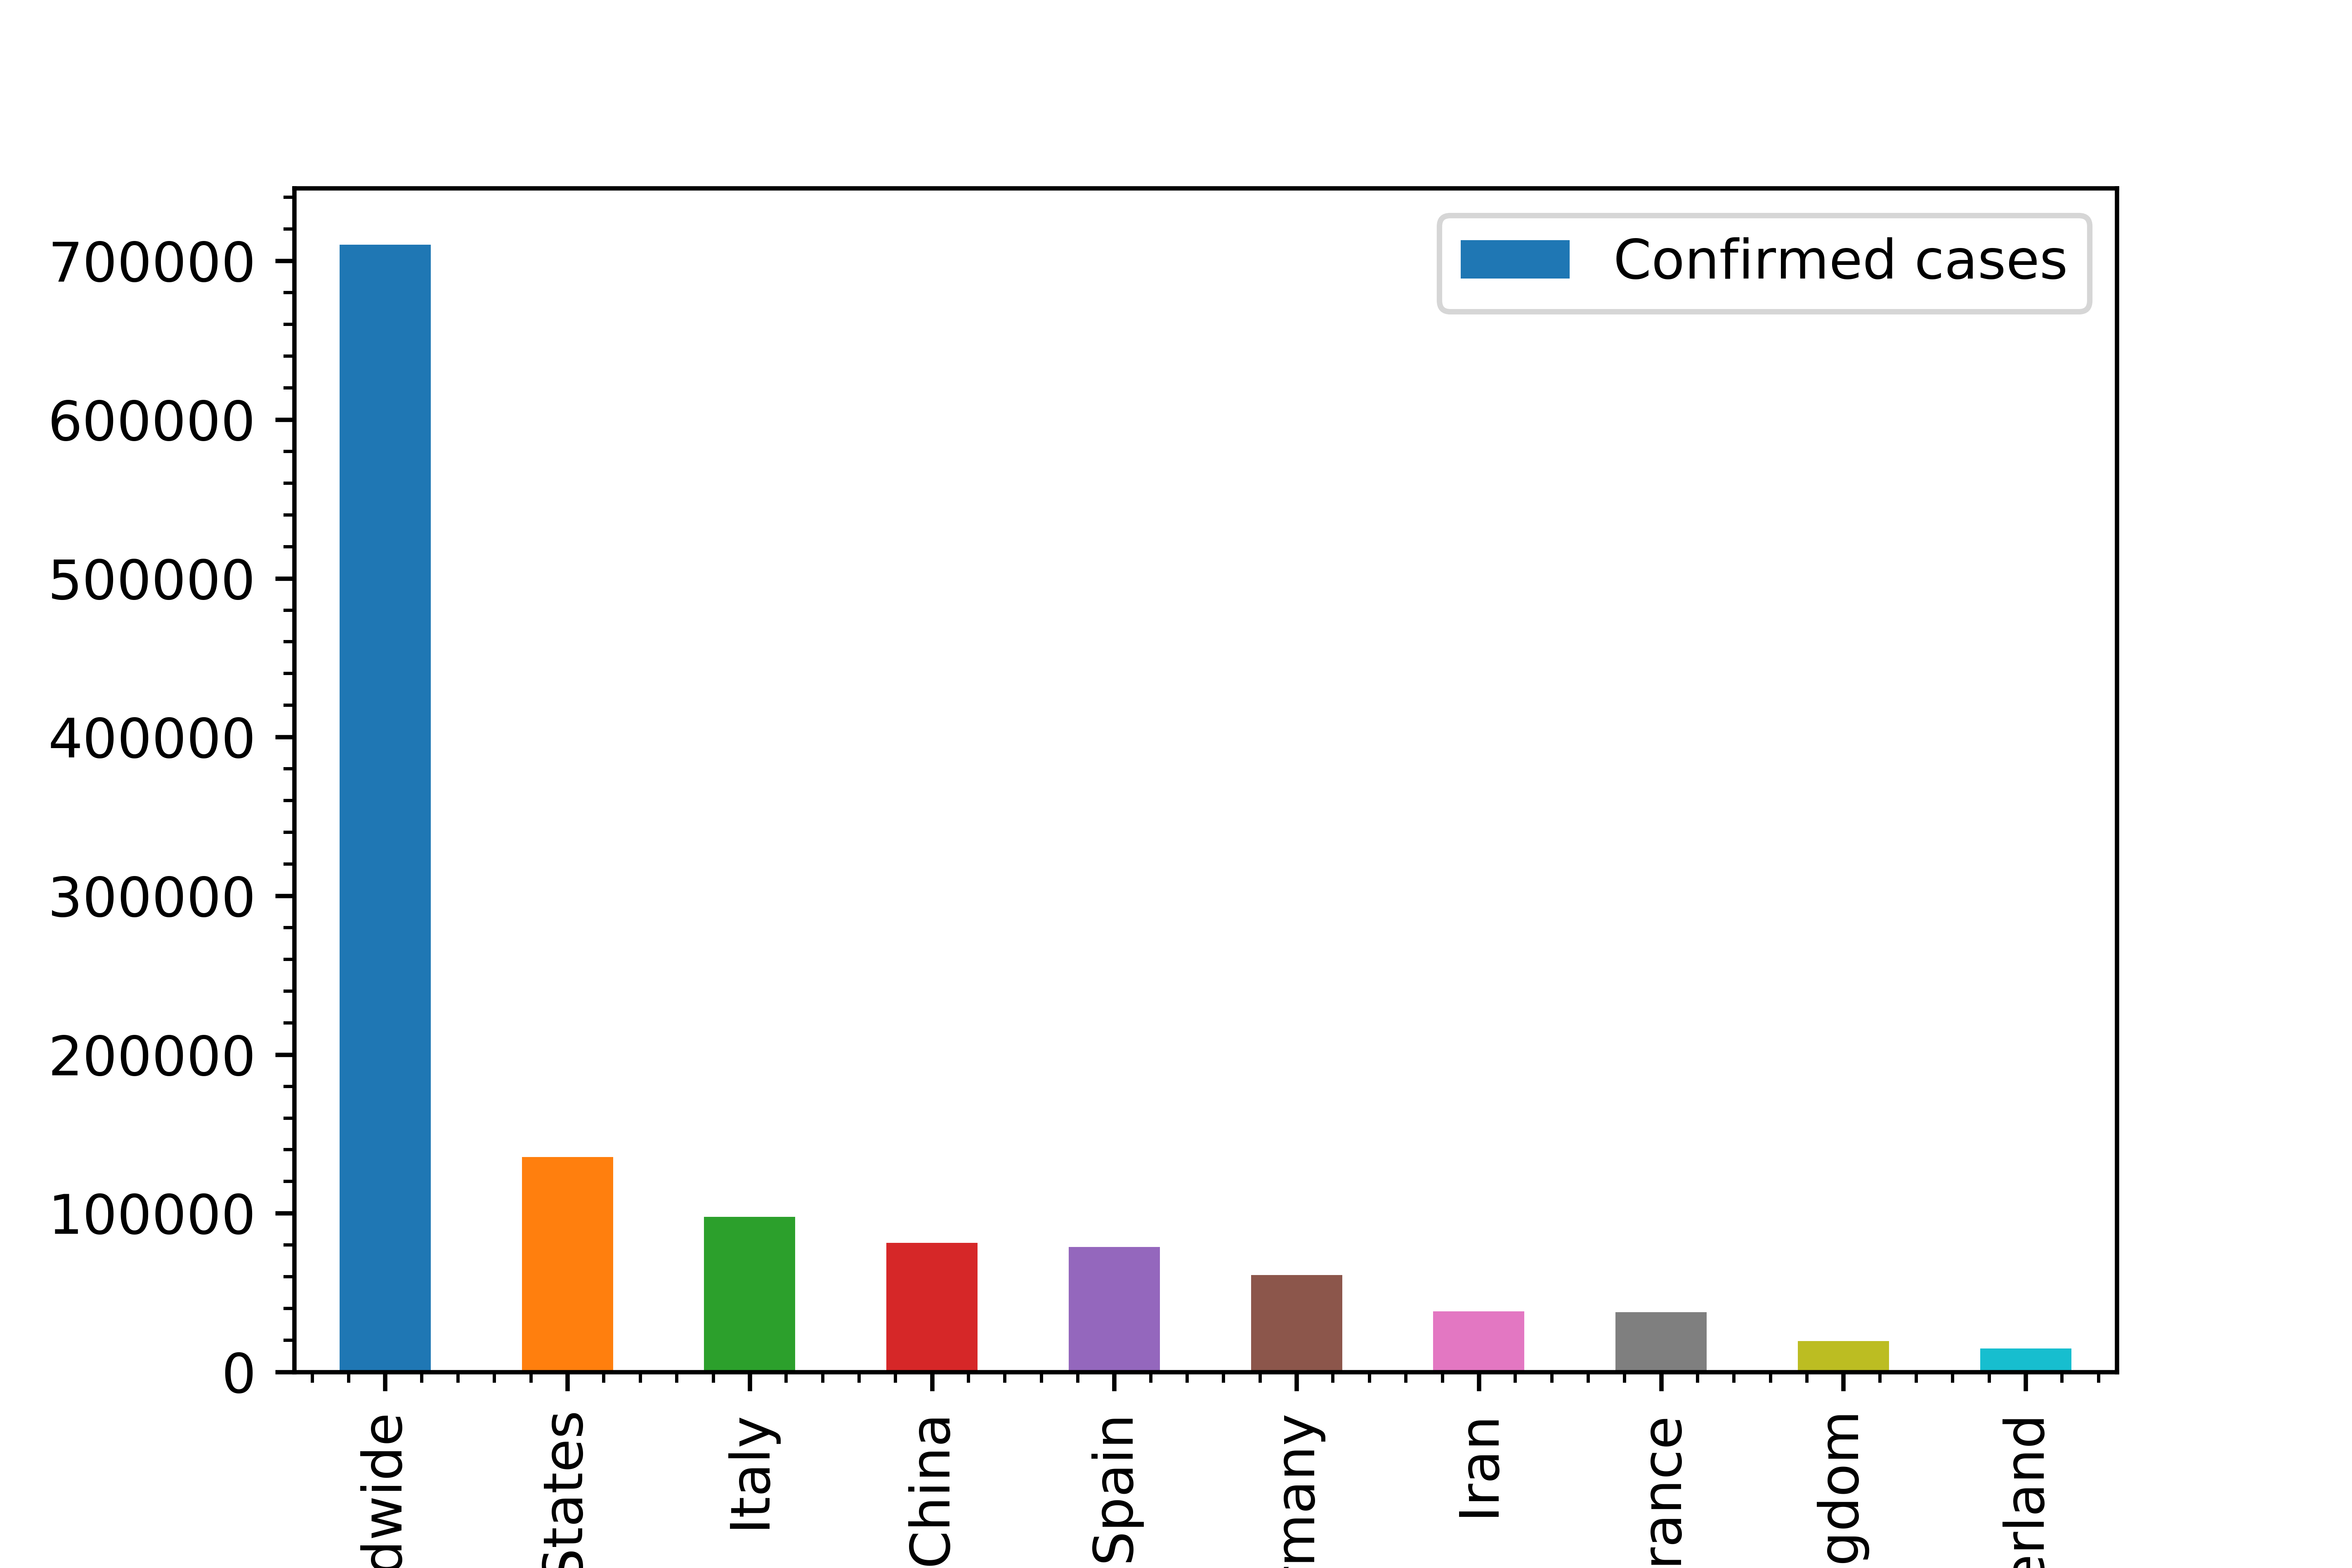 Confirmed cases
700000
600000
500000
400000
300000
200000
100000
0
dwide
States
Italy
China
Spain
many
Iran
rance
gdom
erland